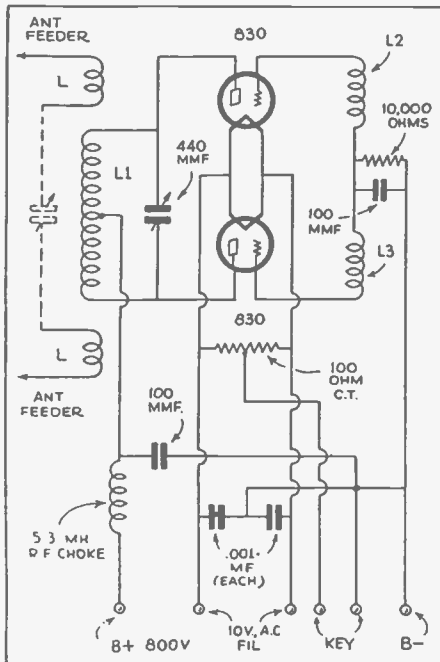 ANT
FEEDER
830
L2
L
10,000
OHMS
L1
440
MMF
100
MMF
L3
L
830
ANT
FEEDER
100
OHM
C.T.
100
MMF.
5.3 MH
R F CHOKE
.001-
MF
(EACH)
B+ 800V
10V. A.C
FIL
KEY
B-